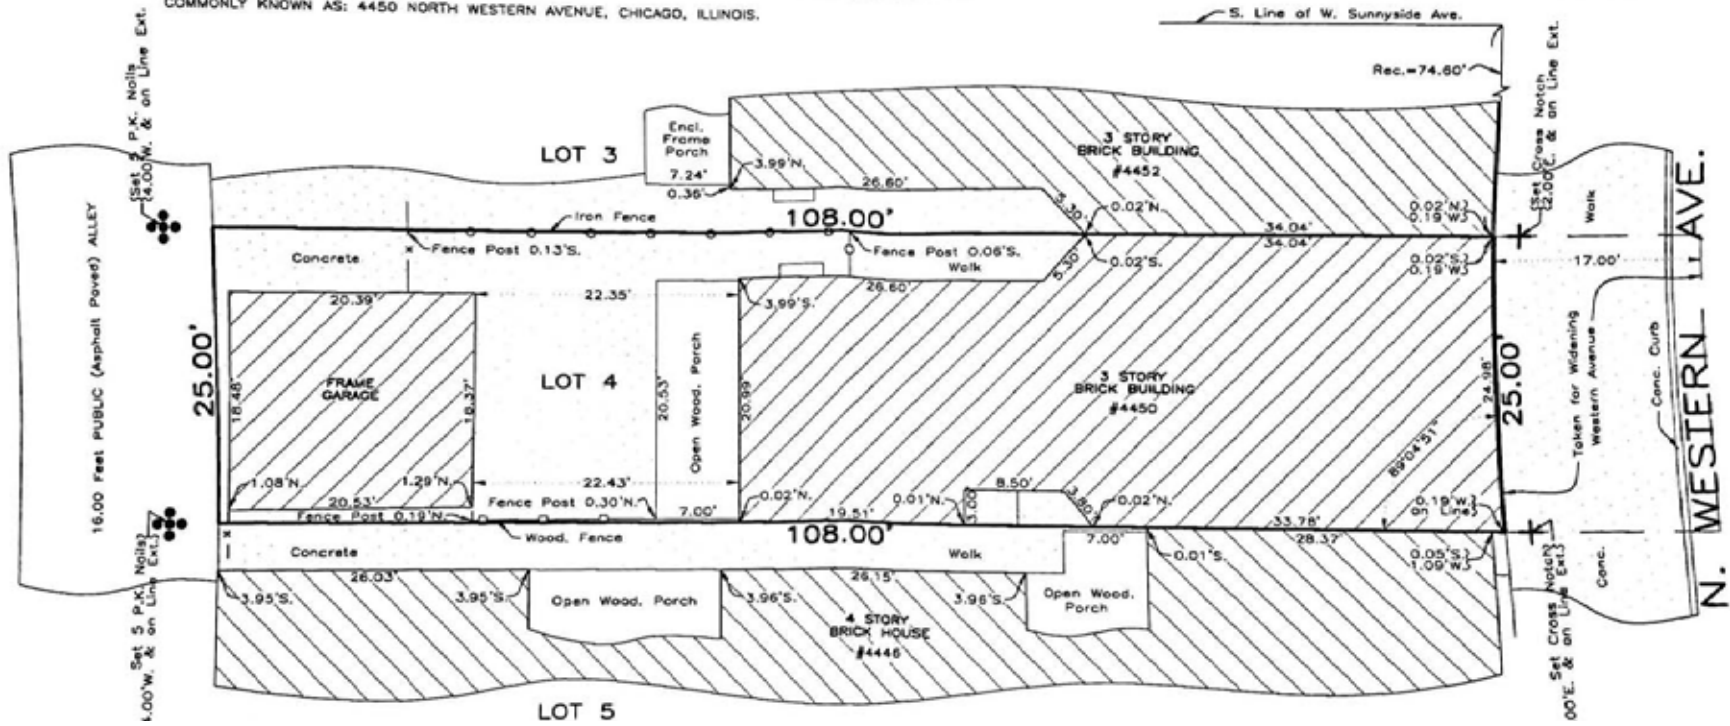 COMMONLY KNOWN AS: 4450 NORTH WESTERN AVENUE, CHICAGO, ILLINOIS.
S. Line of W. Sunnyside Ave.
Rec.=74.60'
Set 5 P.K. Nails
4.00'W. & on Line Ext.
Set Cross Notch
2.00'E. & on Line Ext.
LOT 3
Encl.
Frame
Porch
7.24'
0.36'
3.99'N.
3 STORY
BRICK BUILDING
#4452
26.60'
5.30'
0.02'N.
34.04'
0.02'N.
0.19'W.
Walk
16.00 Feet PUBLIC (Asphalt Paved) ALLEY
Iron Fence
108.00'
34.04'
Concrete
Fence Post 0.13'S.
Fence Post 0.06'S.
Walk
5.30'
0.02'S.
0.02'S.
0.19'W.
17.00'
20.39'
22.35'
26.60'
3.99'S.
25.00'
18.48'
FRAME
GARAGE
18.37'
LOT 4
20.53'
Open Wood. Porch
20.99'
3 STORY
BRICK BUILDING
#4450
24.98'
25.00'
Taken for Widening
Western Avenue
Conc. Curb
N. WESTERN AVE.
89°04'51"
1.08'N.
1.29'N.
22.43'
8.50'
20.53'
Fence Post 0.30'N.
7.00'
0.02'N.
0.01'N.
3.00'
3.80'
0.02'N.
0.19'W.
on Line
Fence Post 0.19'N.
19.51'
33.78'
Wood. Fence
108.00'
7.00'
0.01'S.
28.37'
0.05'S.
1.09'W.
Concrete
Walk
Conc.
26.03'
26.15'
3.95'S.
3.95'S.
Open Wood. Porch
3.96'S.
3.96'S.
Open Wood.
Porch
4 STORY
BRICK HOUSE
#4446
Set 5 P.K. Nails
4.00'W. & on Line Ext.
Set Cross Notch
00'E. & on Line Ext.
LOT 5